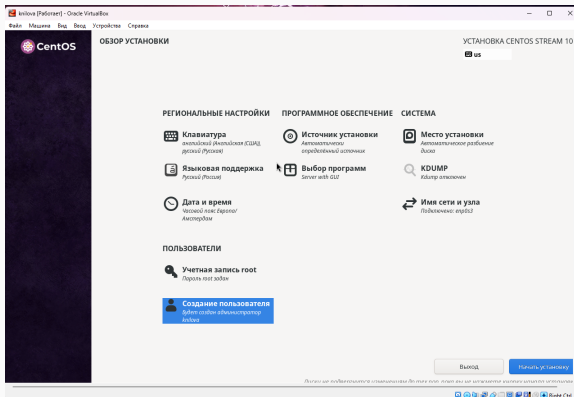 knilova [Работает] - Oracle VirtualBox
Файл Машина Вид Ввод Устройства Справка
CentOS
ОБЗОР УСТАНОВКИ
УСТАНОВКА CENTOS STREAM 10
us
РЕГИОНАЛЬНЫЕ НАСТРОЙКИ
ПРОГРАММНОЕ ОБЕСПЕЧЕНИЕ
СИСТЕМА
Клавиатура
английский (Английская (США)),
русский (Русская)
Источник установки
Автоматически
определённый источник
Место установки
Автоматическое разбиение
диска
Языковая поддержка
Русский (Россия)
Выбор программ
Server with GUI
KDUMP
Kdump отключен
Дата и время
Часовой пояс Европа/
Амстердам
Имя сети и узла
Подключено: enp0s3
ПОЛЬЗОВАТЕЛИ
Учетная запись root
Пароль root задан
Создание пользователя
Будет создан администратор
Выход
Начать установку
Right Ctrl